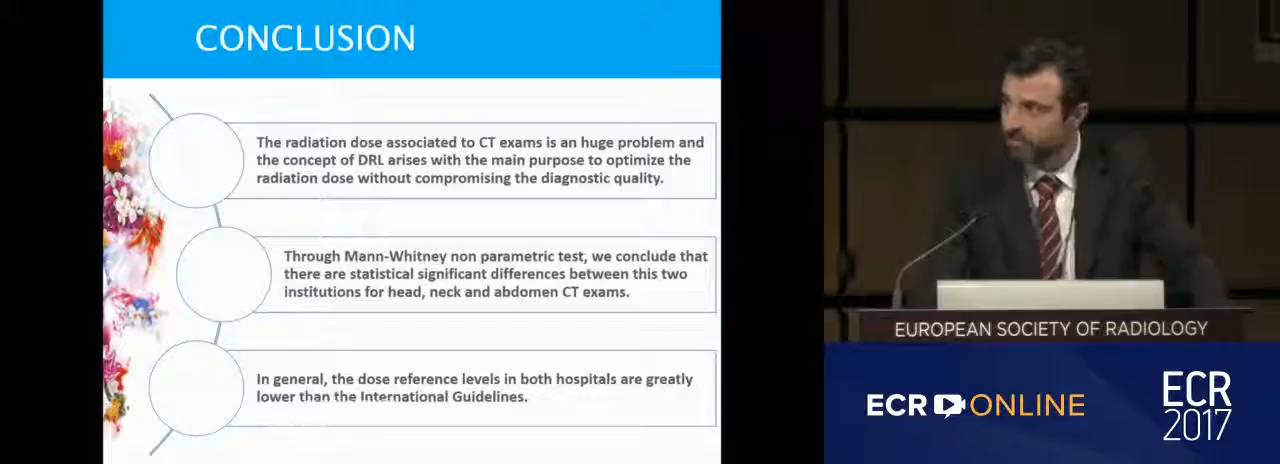 CONCLUSION
The radiation dose associated to CT exams is an huge problem and
the concept of DRL arises with the main purpose to optimize the
radiation dose without compromising the diagnostic quality.
Through Mann-Whitney non parametric test, we conclude that
there are statistical significant differences between this two
institutions for head, neck and abdomen CT exams.
In general, the dose reference levels in both hospitals are greatly
lower than the International Guidelines.
EUROPEAN SOCIETY OF RADIOLOGY
ECR ONLINE
ECR
2017